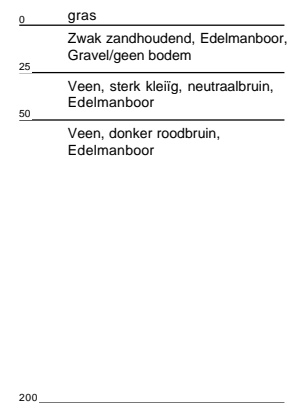 0 gras
Zwak zandhoudend, Edelmanboor,
Gravel/geen bodem
25
Veen, sterk kleiïg, neutraalbruin,
Edelmanboor
50
Veen, donker roodbruin,
Edelmanboor
200